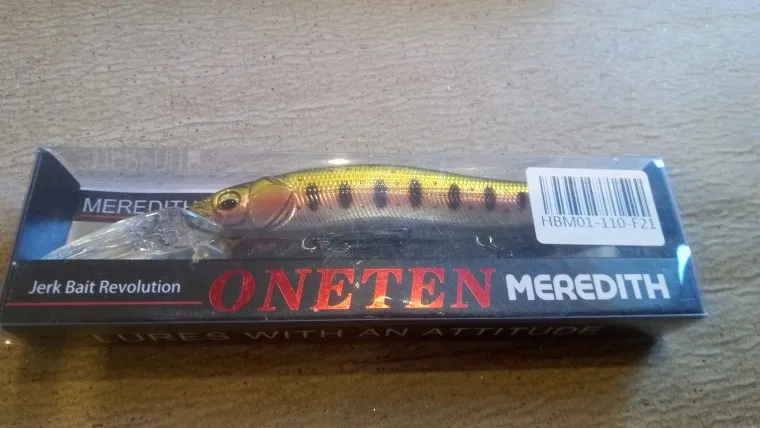 MEREDITH
HBM01-110-F21
Jerk Bait Revolution
ONETEN MEREDITH
LURES WITH AN ATTITUDE